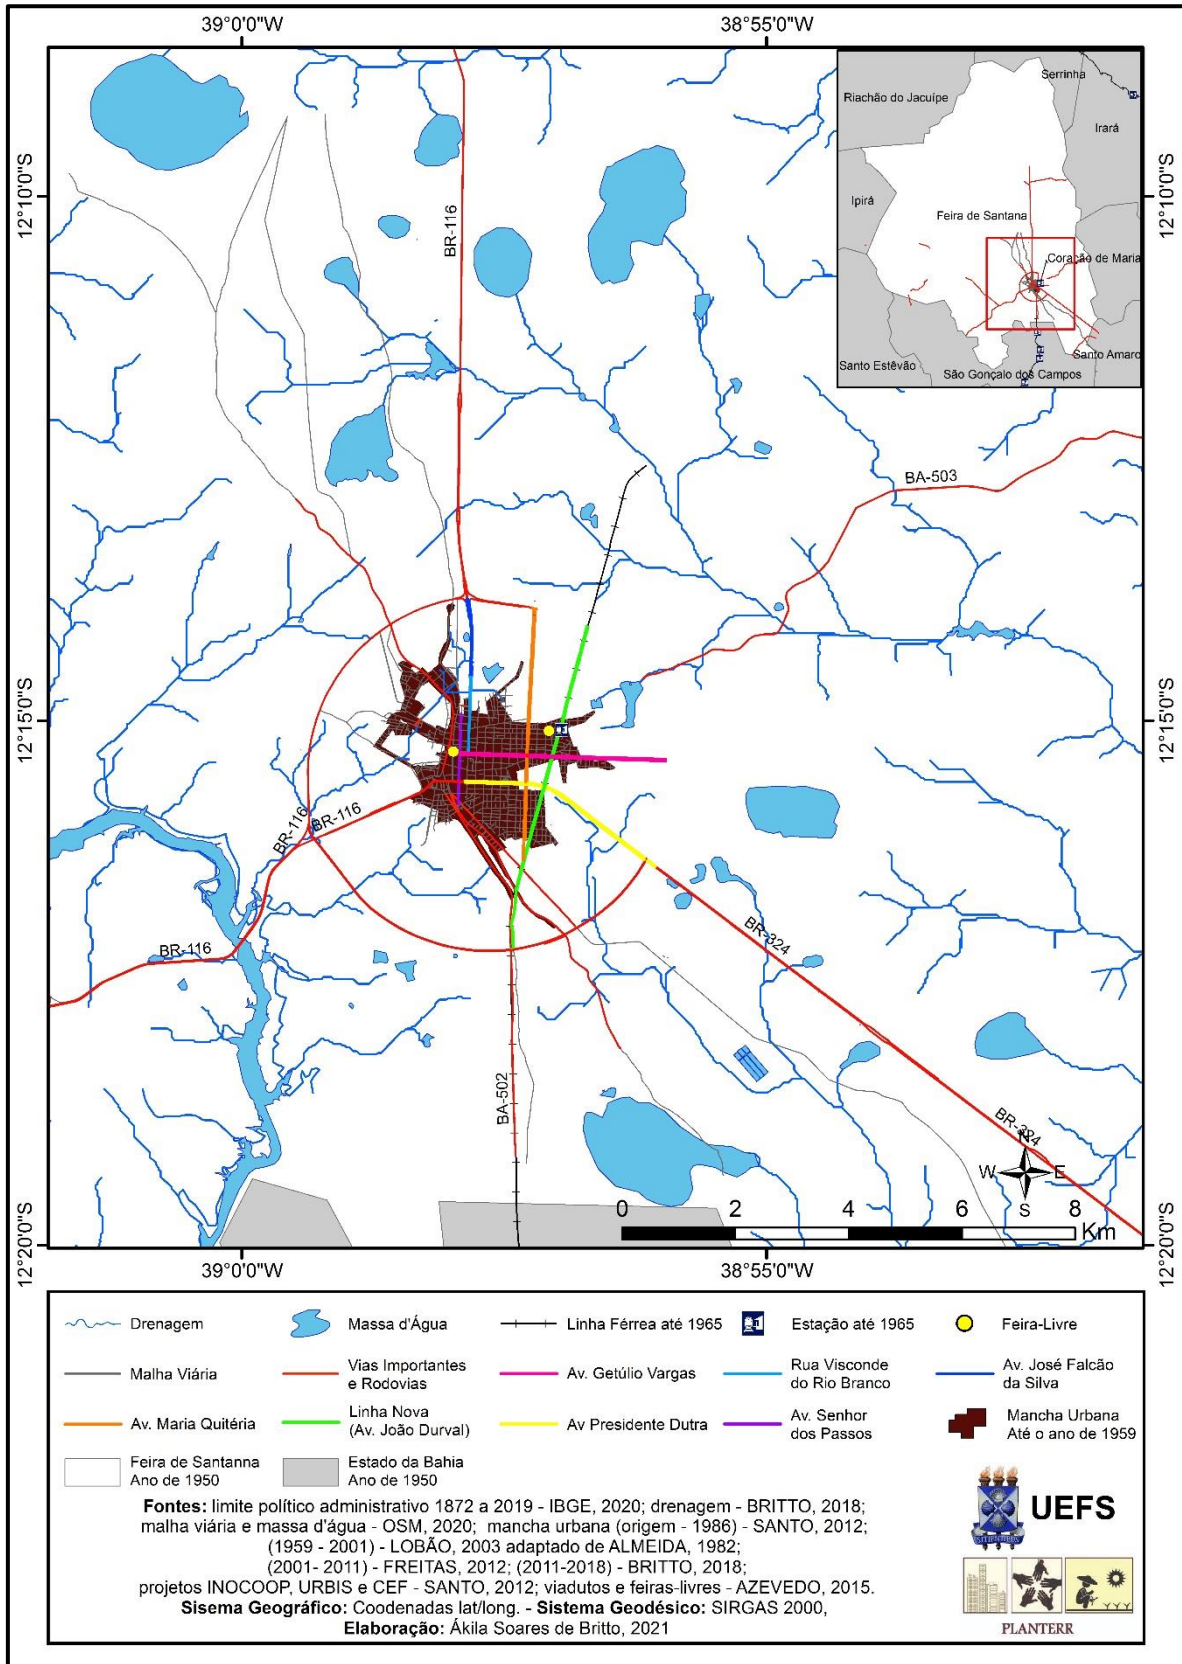 39°0'0"W
38°55'0"W
12°10'0"S
12°10'0"S
Serrinha
Riachão do Jacuípe
Irará
Ipirá
Feira de Santana
Coração de Maria
Santo Estêvão
Santo Amaro
São Gonçalo dos Campos
BR-116
BA-503
12°15'0"S
12°15'0"S
BR-116
BR-116
BR-116
BR-324
BA-502
BR-324
N
W
E
S
0
2
4
6
8
Km
12°20'0"S
12°20'0"S
39°0'0"W
38°55'0"W
Drenagem
Massa d'Água
Linha Férrea até 1965
Estação até 1965
Feira-Livre
Malha Viária
Vias Importantes
e Rodovias
Av. Getúlio Vargas
Rua Visconde
do Rio Branco
Av. José Falcão
da Silva
Av. Maria Quitéria
Linha Nova
(Av. João Durval)
Av Presidente Dutra
Av. Senhor
dos Passos
Mancha Urbana
Até o ano de 1959
Feira de Santanna
Ano de 1950
Estado da Bahia
Ano de 1950
Fontes: limite político administrativo 1872 a 2019 - IBGE, 2020; drenagem - BRITTO, 2018;
malha viária e massa d'água - OSM, 2020; mancha urbana (origem - 1986) - SANTO, 2012;
(1959 - 2001) - LOBÃO, 2003 adaptado de ALMEIDA, 1982;
(2001- 2011) - FREITAS, 2012; (2011-2018) - BRITTO, 2018;
projetos INOCOOP, URBIS e CEF - SANTO, 2012; viadutos e feiras-livres - AZEVEDO, 2015.
Sisema Geográfico: Coodenadas lat/long. - Sistema Geodésico: SIRGAS 2000,
Elaboração: Ákila Soares de Britto, 2021
UEFS
PLANTERR